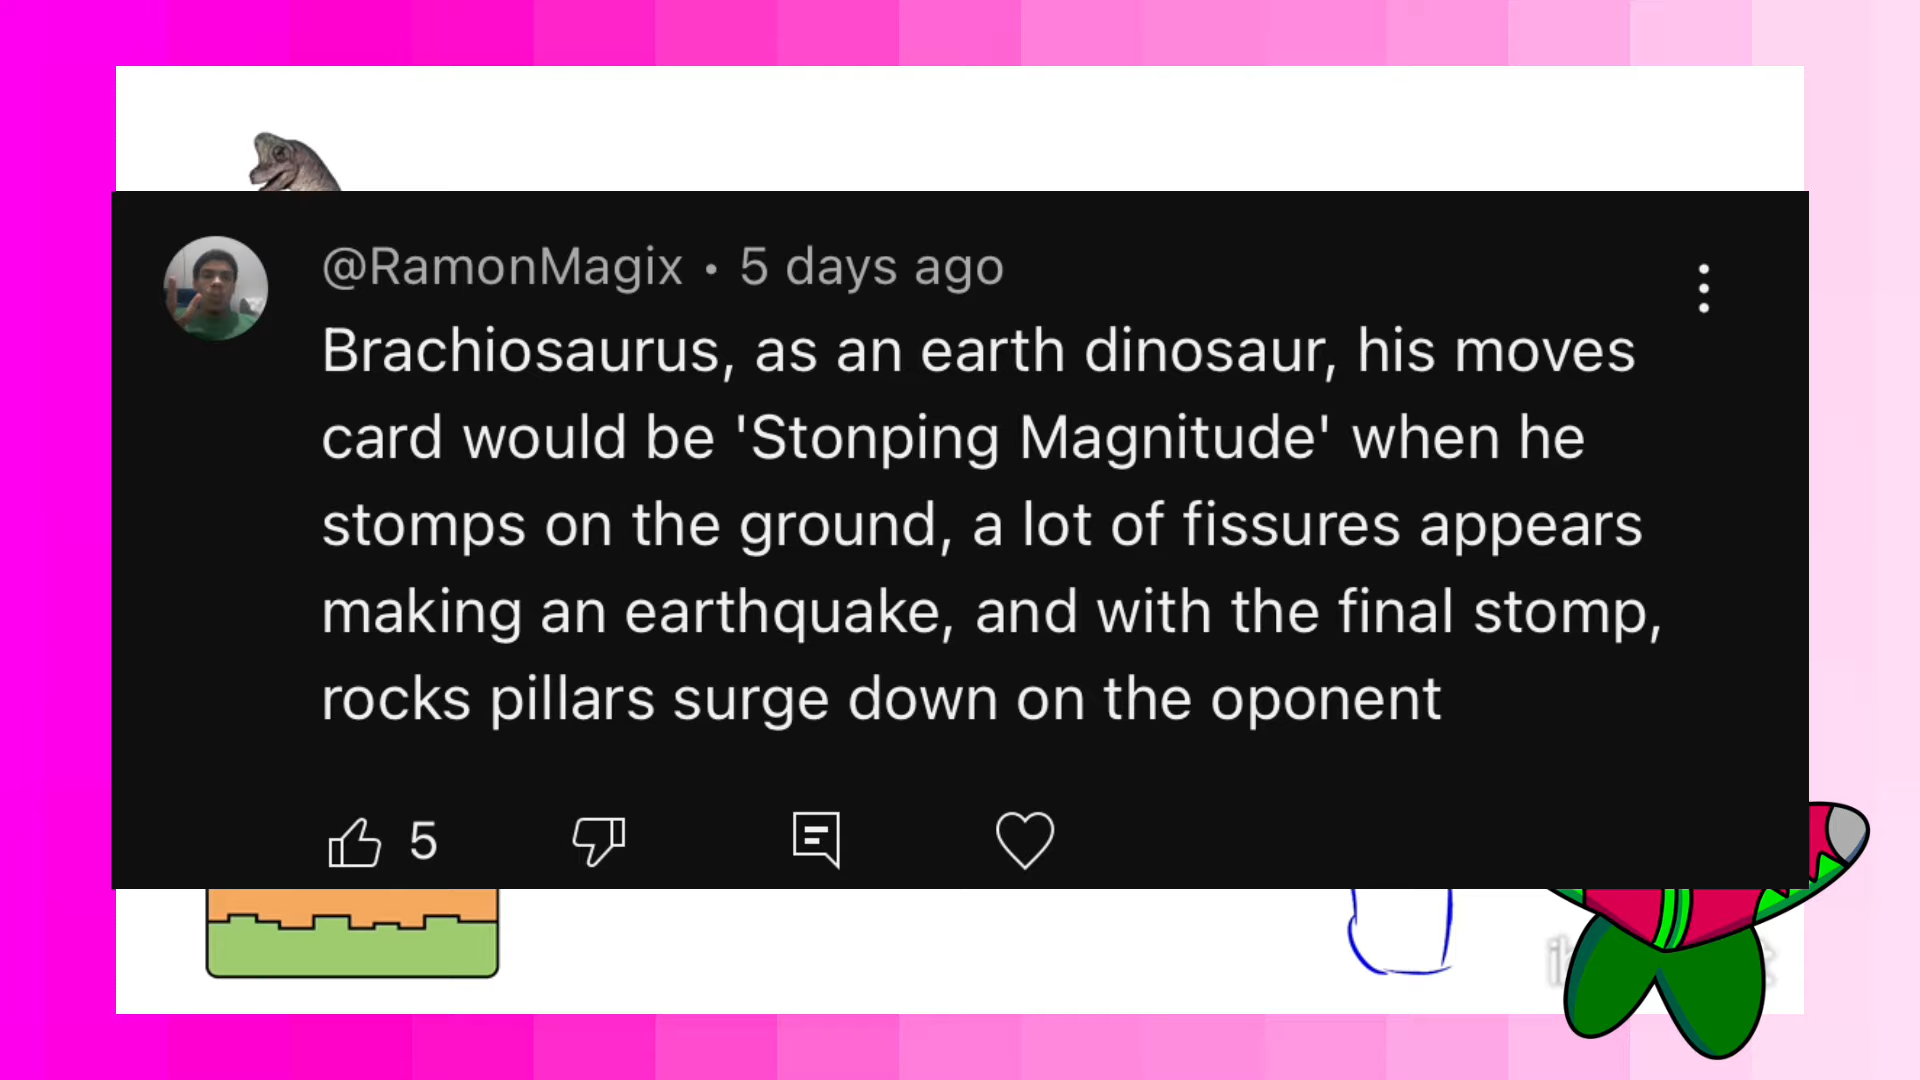 @RamonMagix • 5 days ago
Brachiosaurus, as an earth dinosaur, his moves
card would be 'Stonping Magnitude' when he
stomps on the ground, a lot of fissures appears
making an earthquake, and with the final stomp,
rocks pillars surge down on the oponent
5